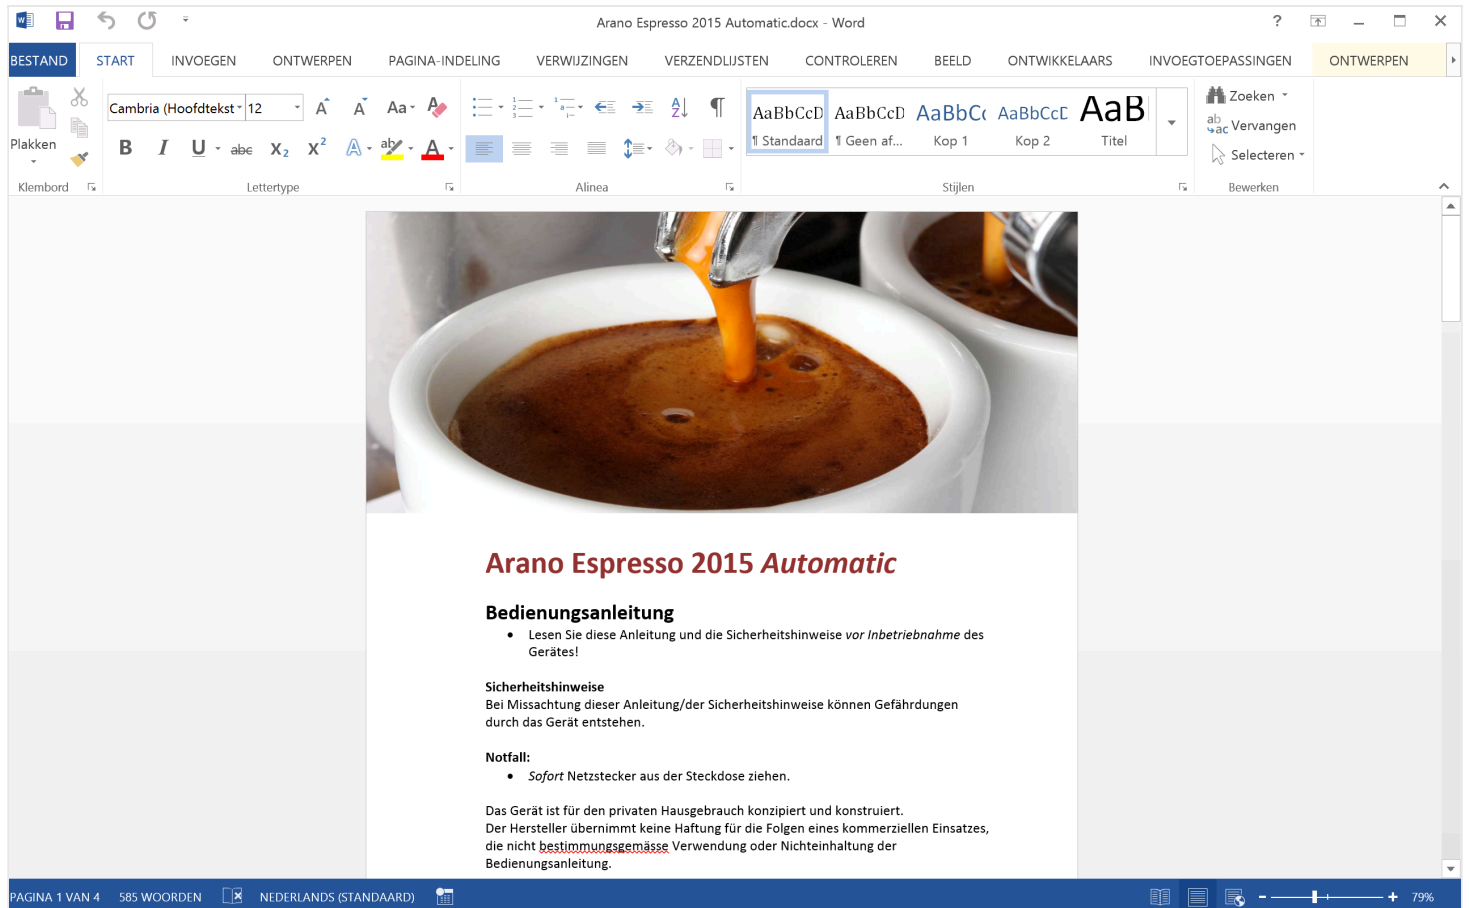 Arano Espresso 2015 Automatic.docx - Word
?
BESTAND START INVOEGEN ONTWERPEN PAGINA-INDELING VERWIJZINGEN VERZENDLIJSTEN CONTROLEREN BEELD ONTWIKKELAARS INVOEGTOEPASSINGEN ONTWERPEN
Plakken
Klembord
Cambria (Hoofdtekst 12 A A Aa
B I U abc X₂ X² A ab A
Lettertype
A Z ¶
Alinea
AaBbCcD AaBbCcD AaBbC AaBbCcE AaB
¶ Standaard ¶ Geen af... Kop 1 Kop 2 Titel
Stijlen
Zoeken
Vervangen
Selecteren
Bewerken
Arano Espresso 2015 Automatic
Bedienungsanleitung
• Lesen Sie diese Anleitung und die Sicherheitshinweise vor Inbetriebnahme des
Gerätes!
Sicherheitshinweise
Bei Missachtung dieser Anleitung/der Sicherheitshinweise können Gefährdungen
durch das Gerät entstehen.
Notfall:
• Sofort Netzstecker aus der Steckdose ziehen.
Das Gerät ist für den privaten Hausgebrauch konzipiert und konstruiert.
Der Hersteller übernimmt keine Haftung für die Folgen eines kommerziellen Einsatzes,
die nicht bestimmungsgemässe Verwendung oder Nichteinhaltung der
Bedienungsanleitung.
PAGINA 1 VAN 4 585 WOORDEN NEDERLANDS (STANDAARD) 79%